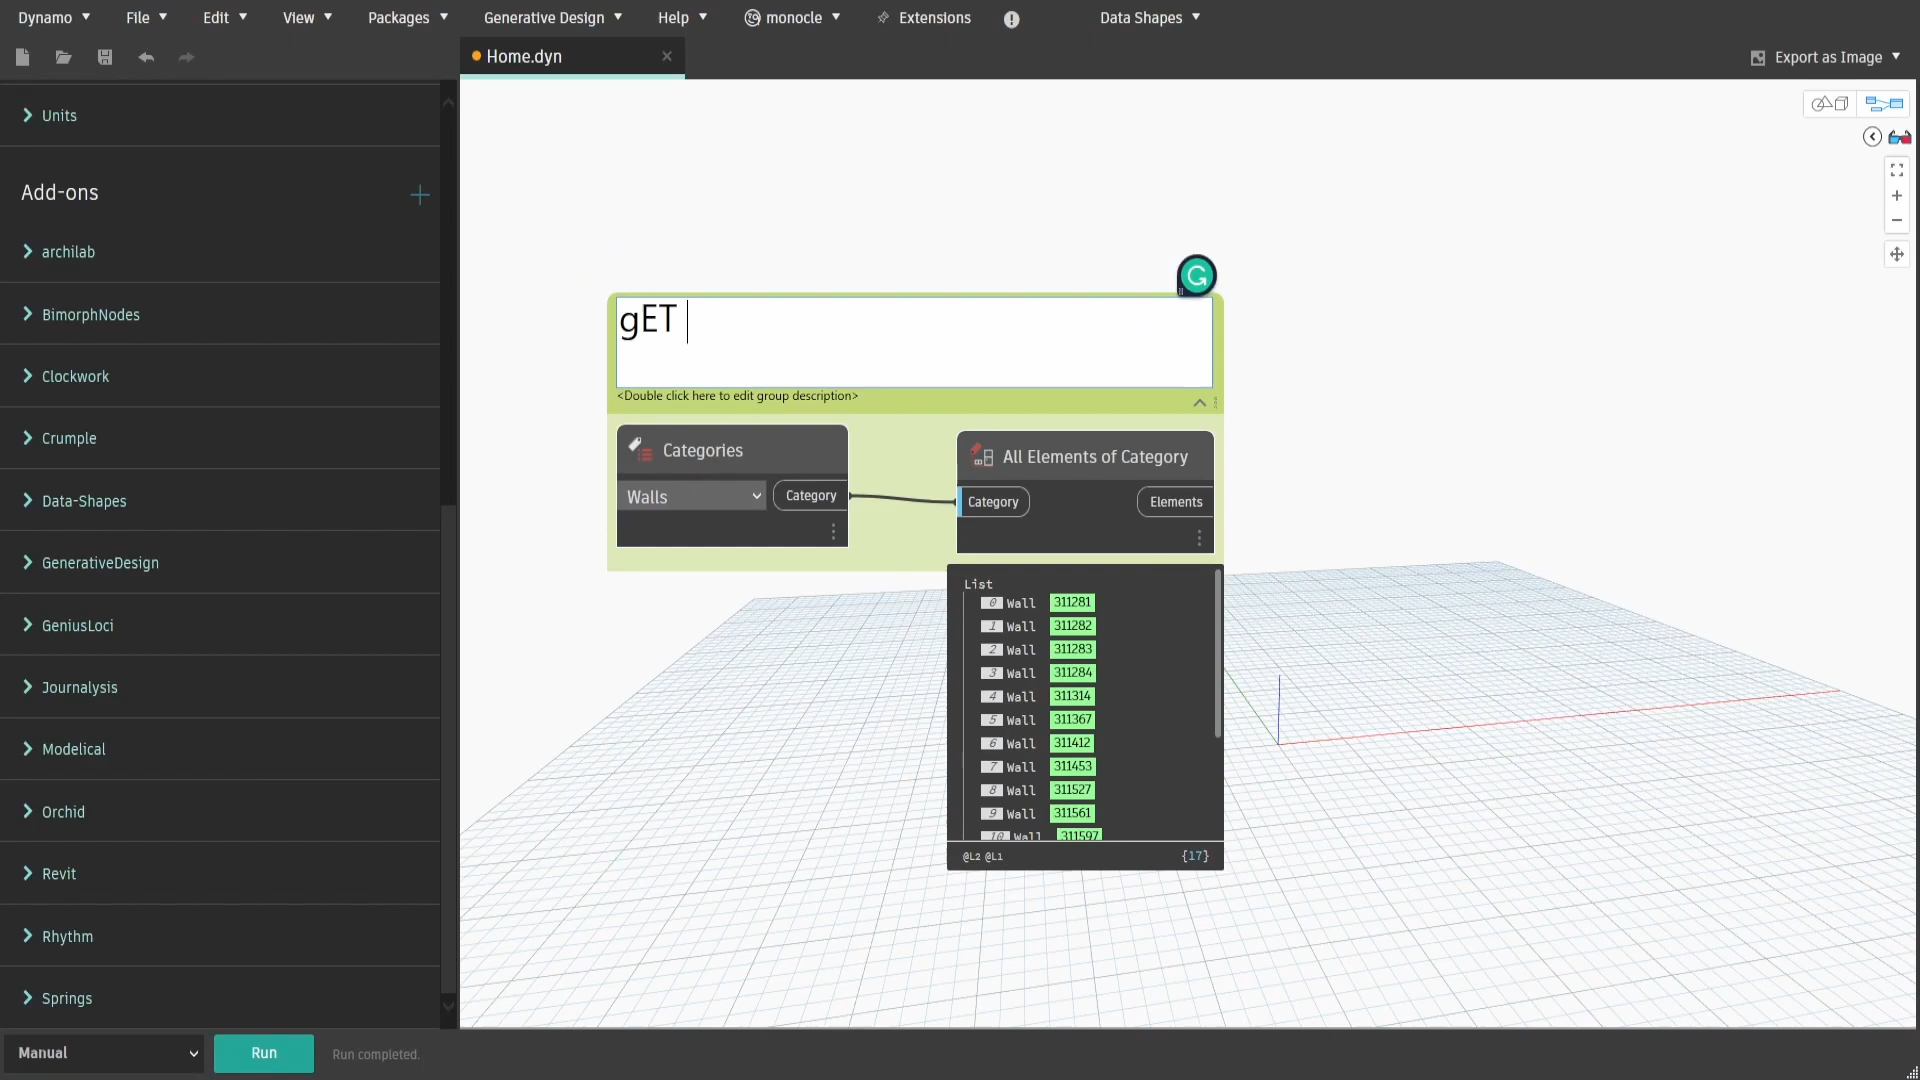 Dynamo File Edit View Packages Generative Design Help monocle Extensions Data Shapes
Home.dyn
Export as Image
Units
Add-ons
archilab
BimorphNodes
Clockwork
Crumple
Data-Shapes
GenerativeDesign
GeniusLoci
Journalysis
Modelical
Orchid
Revit
Rhythm
Springs
gET
<Double click here to edit group description>
Categories
Walls
Category
All Elements of Category
Category
Elements
List
0 Wall 311281
1 Wall 311282
2 Wall 311283
3 Wall 311284
4 Wall 311314
5 Wall 311367
6 Wall 311412
7 Wall 311453
8 Wall 311527
9 Wall 311561
10 Wall 311597
@L2 @L1 {17}
Manual
Run
Run completed.